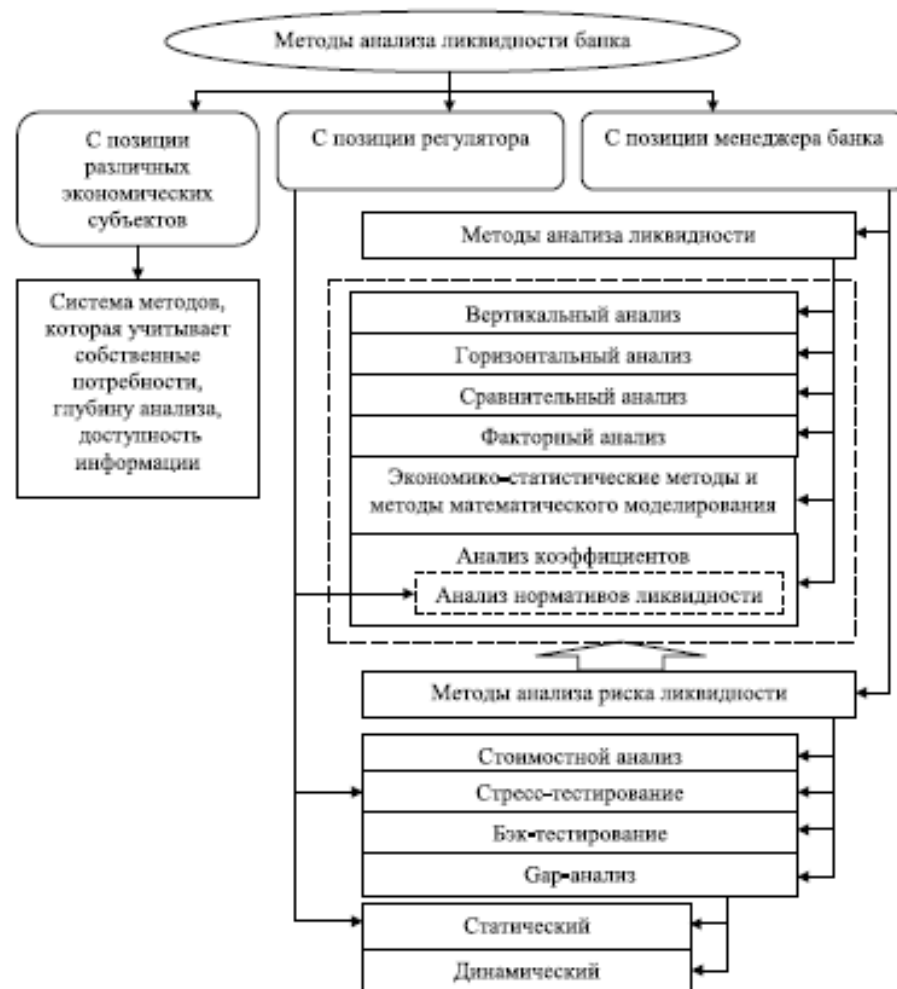 Методы анализа ликвидности банка
С позиции
различных
экономических
субъектов
С позиции регулятора
С позиции менеджера банка
Система методов,
которая учитывает
собственные
потребности,
глубину анализа,
доступность
информации
Методы анализа ликвидности
Вертикальный анализ
Горизонтальный анализ
Сравнительный анализ
Факторный анализ
Экономико-статистические методы и
методы математического моделирования
Анализ коэффициентов
Анализ нормативов ликвидности
Методы анализа риска ликвидности
Стоимостной анализ
Стресс-тестирование
Бэк-тестирование
Gap-анализ
Статический
Динамический